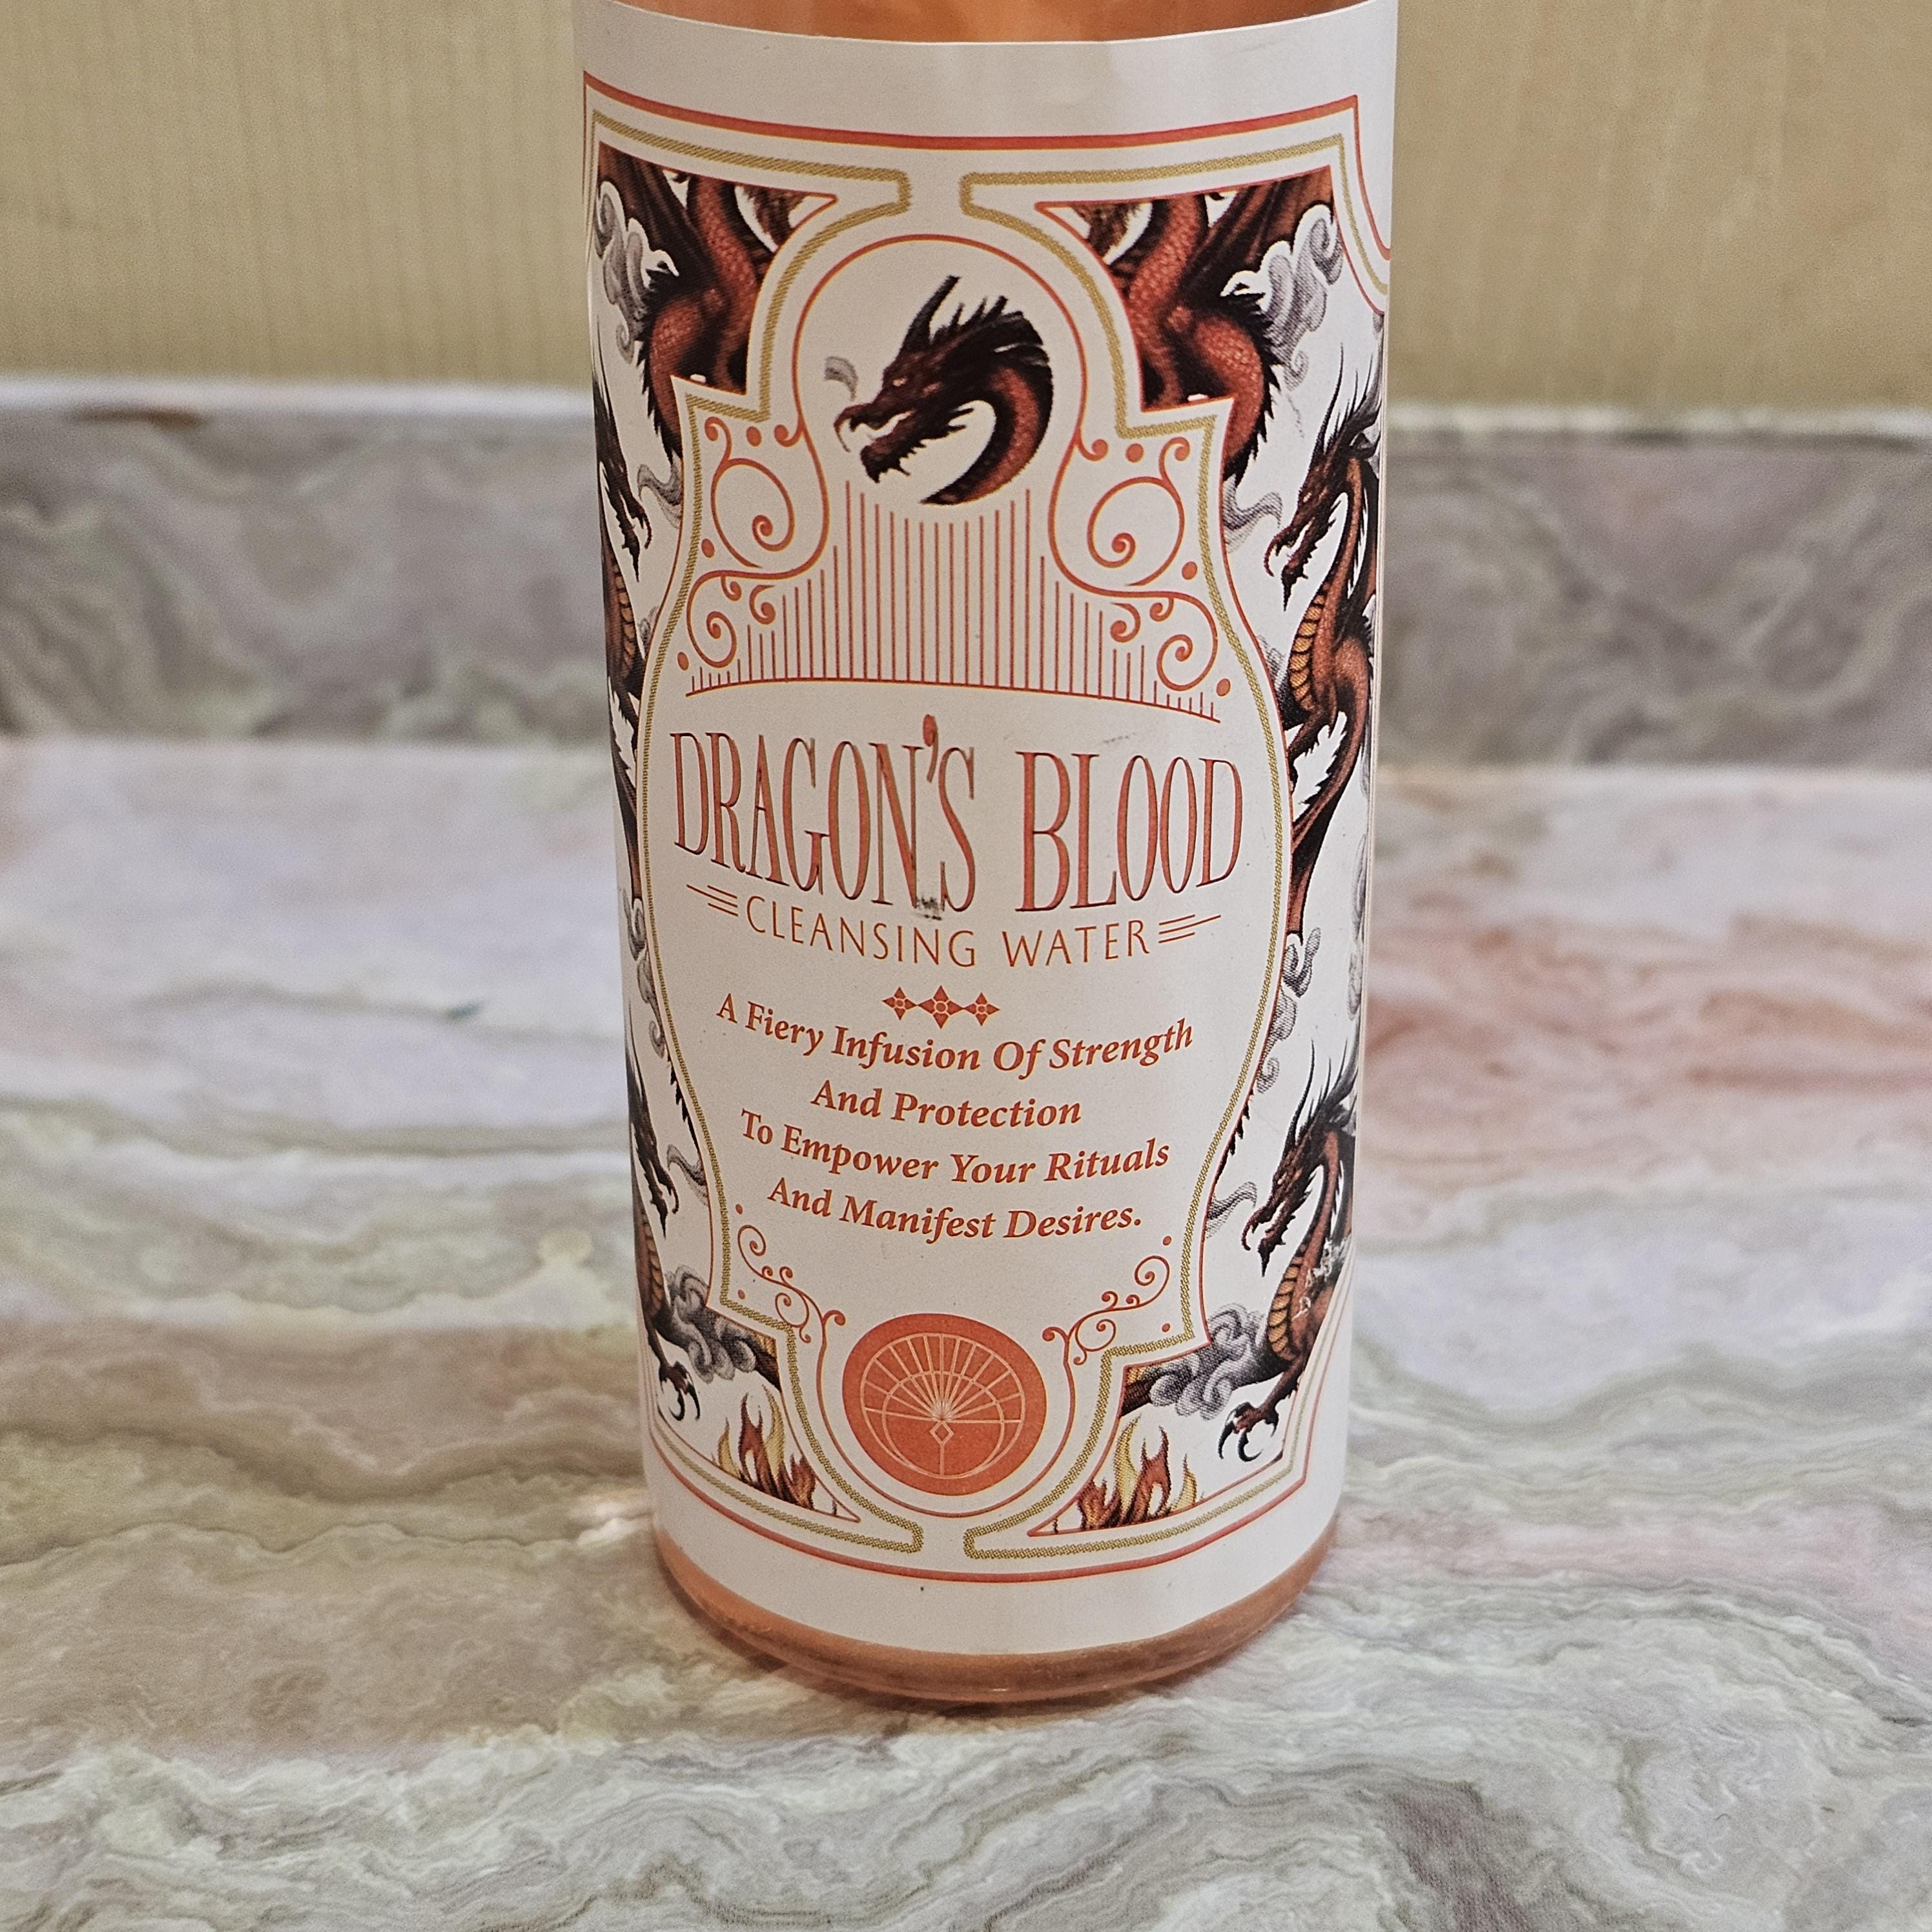 DRAGON'S BLOOD
CLEANSING WATER
A Fiery Infusion Of Strength
And Protection
To Empower Your Rituals
And Manifest Desires.